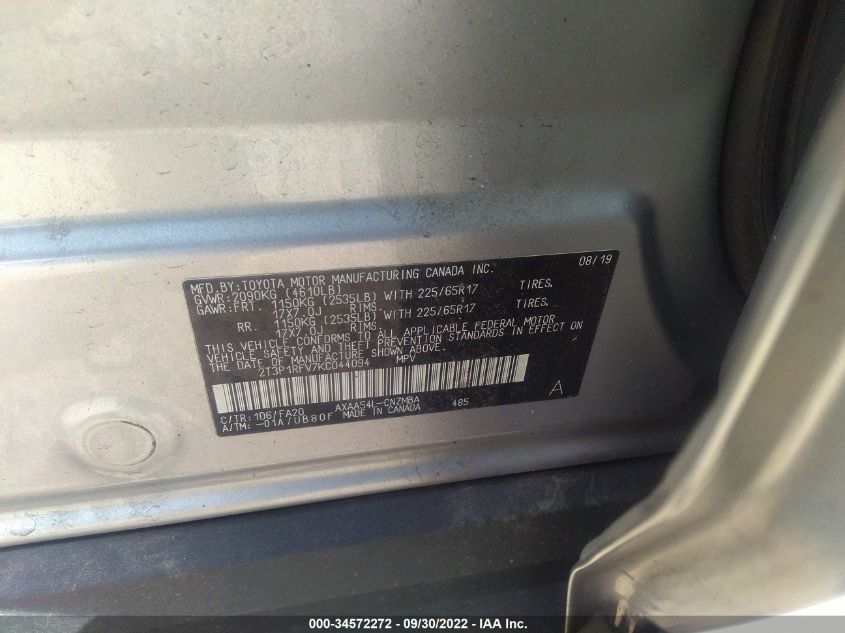 MFD.BY:TOYOTA MOTOR MANUFACTURING CANADA INC. 08/19
GVWR:2090KG (4610LB)
GAWR:FRT 1150KG (2535LB) WITH 225/65R17 TIRES.
17X7.0J RIMS
RR 1150KG (2535LB) WITH 225/65R17 TIRES.
17X7.0J RIMS.
THIS VEHICLE CONFORMS TO ALL APPLICABLE FEDERAL MOTOR
VEHICLE SAFETY AND THEFT PREVENTION STANDARDS IN EFFECT ON
THE DATE OF MANUFACTURE
2T3P1RFV7KC044094 MPV
C/TR:1D6/FA20 AXAA54L-CNZMBA 485 A
A/TM:-01A/UB80F MADE IN CANADA
000-34572272 - 09/30/2022 - IAA Inc.